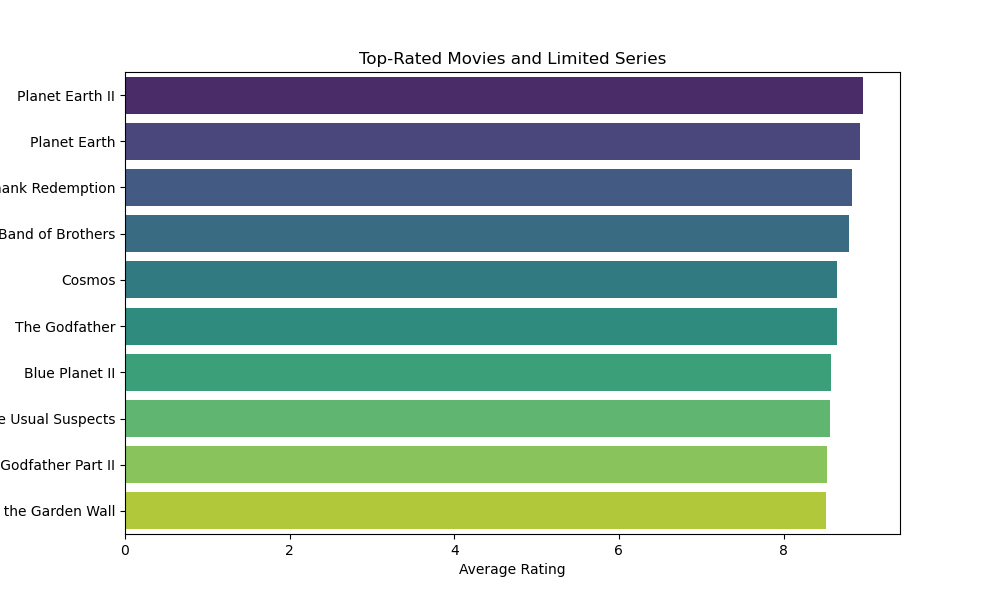 Top-Rated Movies and Limited Series
Planet Earth II
Planet Earth
ank Redemption
Band of Brothers
Cosmos
The Godfather
Blue Planet II
e Usual Suspects
Godfather Part II
the Garden Wall
0 2 4 6 8
Average Rating